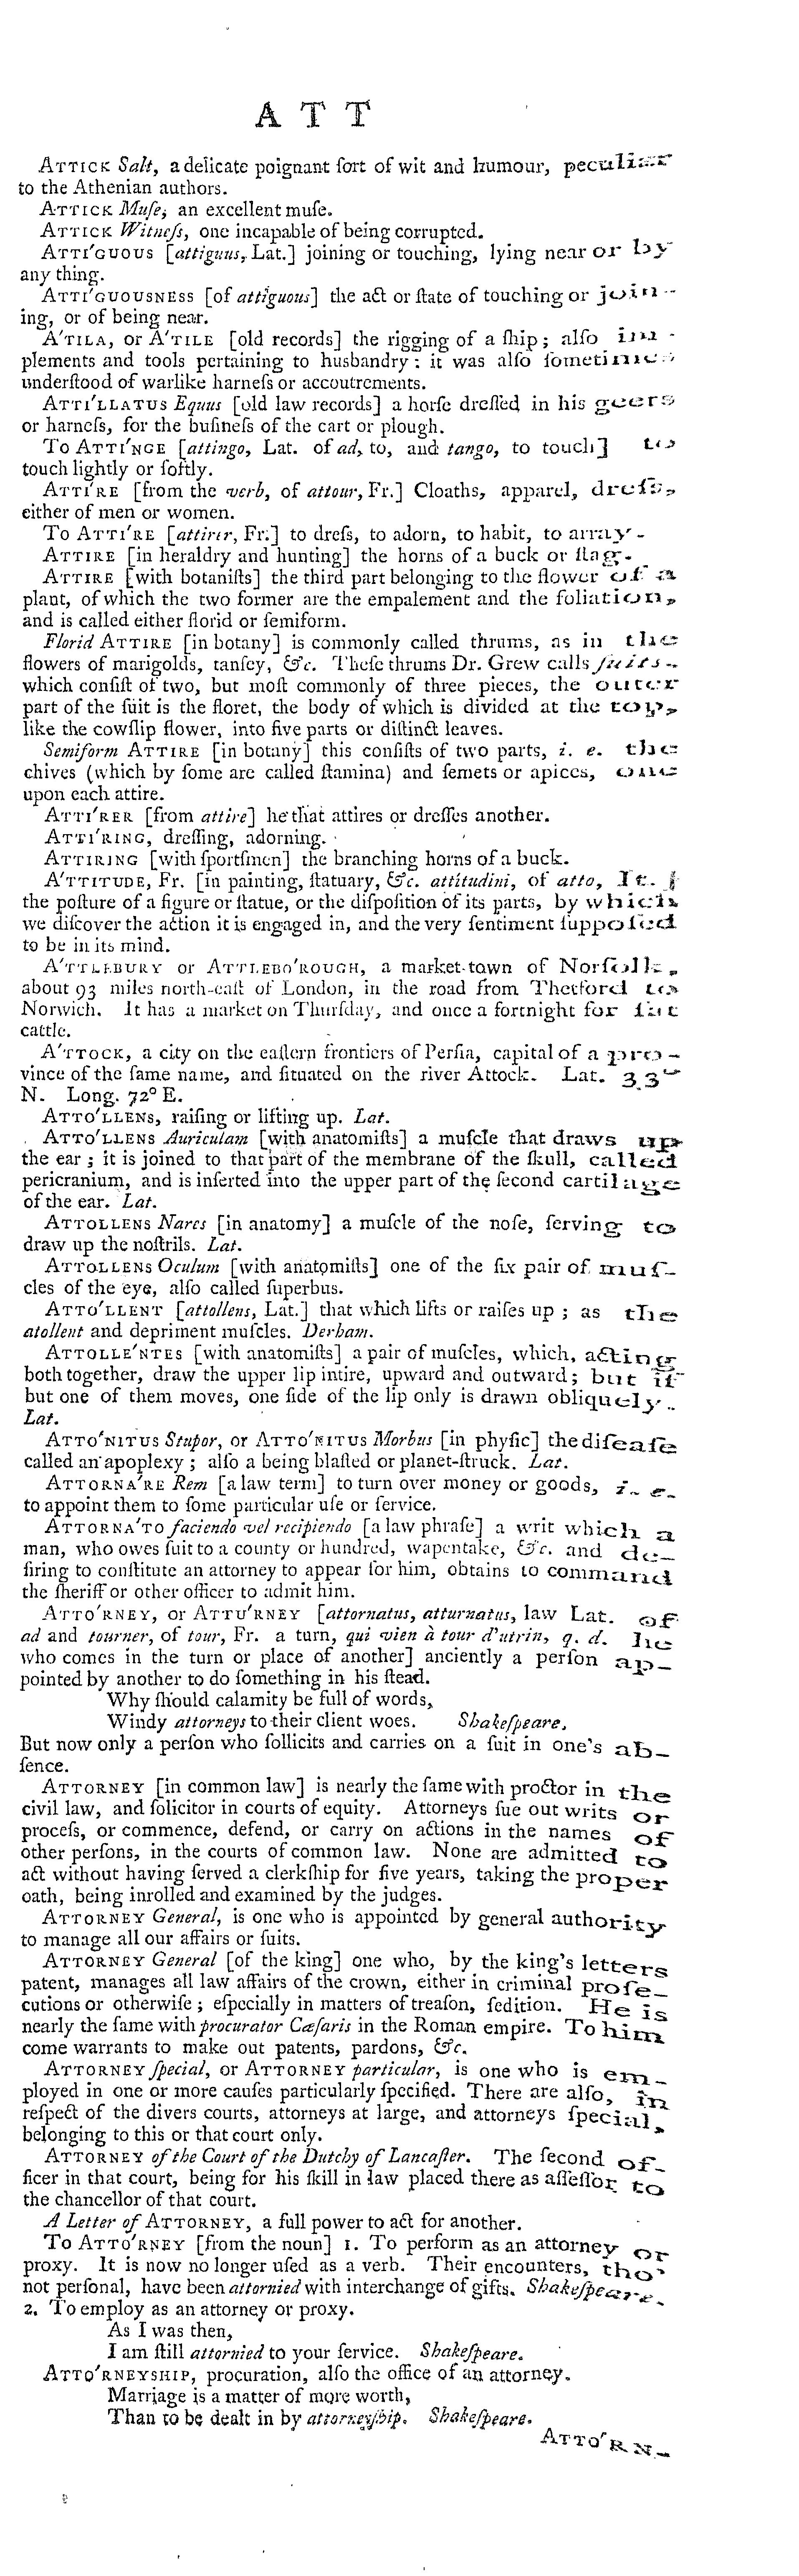 A T T
ATTICK Salt, a delicate poignant ſort of wit and humour, peculiar
to the Athenian authors.
ATTICK Muſe, an excellent muſe.
ATTICK Witneſs, one incapable of being corrupted.
ATTI'GUOUS [attiguus, Lat.] joining or touching, lying near or by
any thing.
ATTI'GUOUSNESS [of attiguous] the act or ſtate of touching or join-
ing, or of being near.
A'TILA, or A'TILE [old records] the rigging of a ſhip; alſo im-
plements and tools pertaining to husbandry: it was alſo ſometimes
underſtood of warlike harneſs or accoutrements.
ATTI'LLATUS Equus [old law records] a horſe dreſſed in his geers
or harneſs, for the buſineſs of the cart or plough.
To ATTI'NGE [attingo, Lat. of ad, to, and tango, to touch] to
touch lightly or ſoftly.
ATTI'RE [from the verb, of attour, Fr.] Cloaths, apparel, dreſs,
either of men or women.
To ATTI'RE [attirer, Fr.] to dreſs, to adorn, to habit, to array.
ATTIRE [in heraldry and hunting] the horns of a buck or ſtag.
ATTIRE [with botaniſts] the third part belonging to the flower of a
plant, of which the two former are the empalement and the foliation,
and is called either florid or ſemiform.
Florid ATTIRE [in botany] is commonly called thrums, as in the
flowers of marigolds, tanſey, &c. Theſe thrums Dr. Grew calls ſuits,
which conſiſt of two, but moſt commonly of three pieces, the outer
part of the ſuit is the floret, the body of which is divided at the top,
like the cowſlip flower, into five parts or diſtinct leaves.
Semiform ATTIRE [in botany] this conſiſts of two parts, i. e. the
chives (which by ſome are called ſtamina) and ſemets or apices, one
upon each attire.
ATTI'RER [from attire] he that attires or dreſſes another.
ATTI'RING, dreſſing, adorning.
ATTIRING [with ſportſmen] the branching horns of a buck.
A'TTITUDE, Fr. [in painting, ſtatuary, &c. attitudini, of atto, It.]
the poſture of a figure or ſtatue, or the diſpoſition of its parts, by which
we diſcover the action it is engaged in, and the very ſentiment ſuppoſed
to be in its mind.
A'TTLEBURY or ATTLEBO'ROUGH, a market-town of Norfolk,
about 93 miles north-eaſt of London, in the road from Thetford to
Norwich. It has a market on Thurſday, and once a fortnight for fat
cattle.
A'TTOCK, a city on the eaſtern frontiers of Perſia, capital of a pro-
vince of the ſame name, and ſituated on the river Attock. Lat. 33°
N. Long. 72° E.
ATTO'LLENS, raiſing or lifting up. Lat.
ATTO'LLENS Auriculam [with anatomiſts] a muſcle that draws up
the ear; it is joined to that part of the membrane of the ſkull, called
pericranium, and is inſerted into the upper part of the ſecond cartilage
of the ear. Lat.
ATTOLLENS Nares [in anatomy] a muſcle of the noſe, ſerving to
draw up the noſtrils. Lat.
ATTOLLENS Oculum [with anatomiſts] one of the ſix pair of muſ-
cles of the eye, alſo called ſuperbus.
ATTO'LLENT [attollens, Lat.] that which lifts or raiſes up; as the
atollent and depriment muſcles. Derham.
ATTOLLE'NTES [with anatomiſts] a pair of muſcles, which, acting
both together, draw the upper lip intire, upward and outward; but if
but one of them moves, one ſide of the lip only is drawn obliquely.
Lat.
ATTO'NITUS Stupor, or ATTO'NITUS Morbus [in phyſic] the diſeaſe
called an apoplexy; alſo a being blaſted or planet-ſtruck. Lat.
ATTORNA'RE Rem [a law term] to turn over money or goods, i. e.
to appoint them to ſome particular uſe or ſervice.
ATTORNA'TO faciendo vel recipiendo [a law phraſe] a writ which a
man, who owes ſuit to a county or hundred, wapentake, &c. and de-
ſiring to conſtitute an attorney to appear for him, obtains to command
the ſheriff or other officer to admit him.
ATTO'RNEY, or ATTU'RNEY [attornatus, atturnatus, law Lat. of
ad and tourner, of tour, Fr. a turn, qui vien à tour d'utrin, q. d. he
who comes in the turn or place of another] anciently a perſon ap-
pointed by another to do ſomething in his ſtead.
Why ſhould calamity be full of words,
Windy attorneys to their client woes. Shakeſpeare.
But now only a perſon who ſollicits and carries on a ſuit in one's ab-
ſence.
ATTORNEY [in common law] is nearly the ſame with proctor in the
civil law, and ſolicitor in courts of equity. Attorneys ſue out writs or
proceſs, or commence, defend, or carry on actions in the names of
other perſons, in the courts of common law. None are admitted to
act without having ſerved a clerkſhip for five years, taking the proper
oath, being inrolled and examined by the judges.
ATTORNEY General, is one who is appointed by general authority
to manage all our affairs or ſuits.
ATTORNEY General [of the king] one who, by the king's letters
patent, manages all law affairs of the crown, either in criminal proſe-
cutions or otherwiſe; eſpecially in matters of treaſon, ſedition. He is
nearly the ſame with procurator Cæſaris in the Roman empire. To him
come warrants to make out patents, pardons, &c.
ATTORNEY ſpecial, or ATTORNEY particular, is one who is em-
ployed in one or more cauſes particularly ſpecified. There are alſo, in
reſpect of the divers courts, attorneys at large, and attorneys ſpecial,
belonging to this or that court only.
ATTORNEY of the Court of the Dutchy of Lancaſter. The ſecond of-
ficer in that court, being for his ſkill in law placed there as aſſeſſor to
the chancellor of that court.
A Letter of ATTORNEY, a full power to act for another.
To ATTO'RNEY [from the noun] 1. To perform as an attorney or
proxy. It is now no longer uſed as a verb. Their encounters, tho'
not perſonal, have been attornied with interchange of gifts. Shakeſpeare.
2. To employ as an attorney or proxy.
As I was then,
I am ſtill attornied to your ſervice. Shakeſpeare.
ATTO'RNEYSHIP, procuration, alſo the office of an attorney.
Marriage is a matter of more worth,
Than to be dealt in by attorneyſhip. Shakeſpeare.
ATTO'RN-